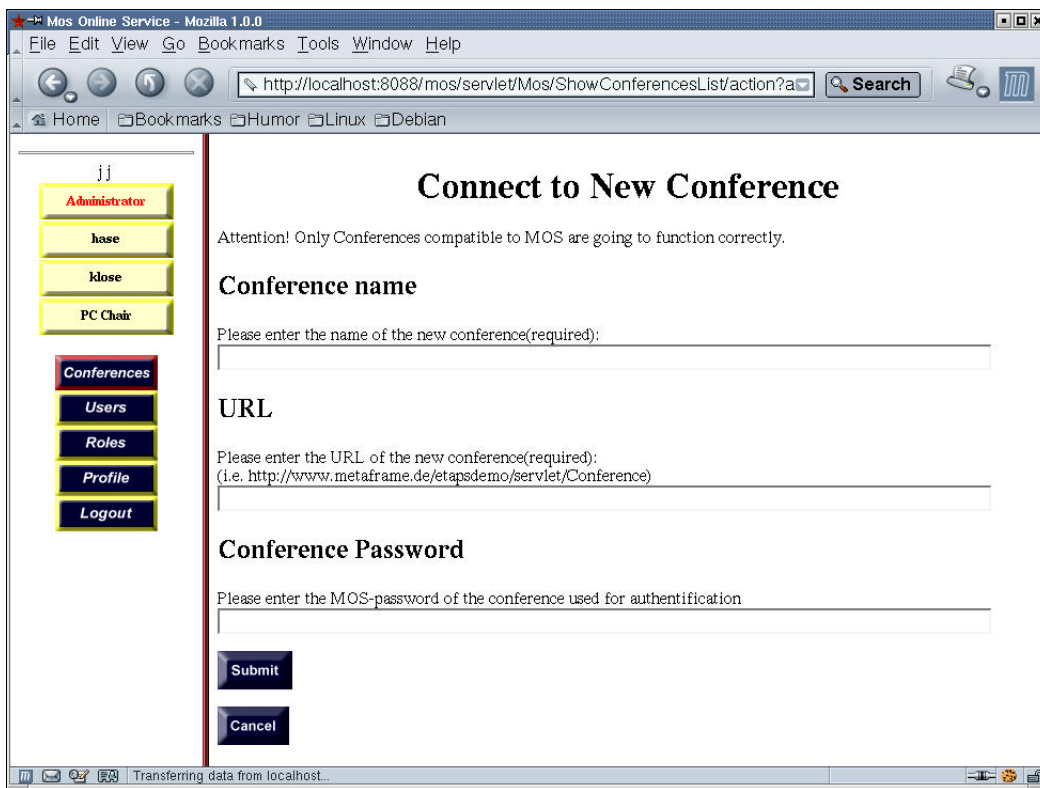 Mos Online Service - Mozilla 1.0.0
File Edit View Go Bookmarks Tools Window Help
http://localhost:8088/mos/servlet/Mos/ShowConferencesList/action?a
Search
Home Bookmarks Humor Linux Debian
jj
Administrator
hase
klose
PC Chair
Conferences
Users
Roles
Profile
Logout
Connect to New Conference
Attention! Only Conferences compatible to MOS are going to function correctly.
Conference name
Please enter the name of the new conference(required):
URL
Please enter the URL of the new conference(required):
(i.e. http://www.metaframe.de/etapsdemo/servlet/Conference)
Conference Password
Please enter the MOS-password of the conference used for authentification
Submit
Cancel
Transferring data from localhost...